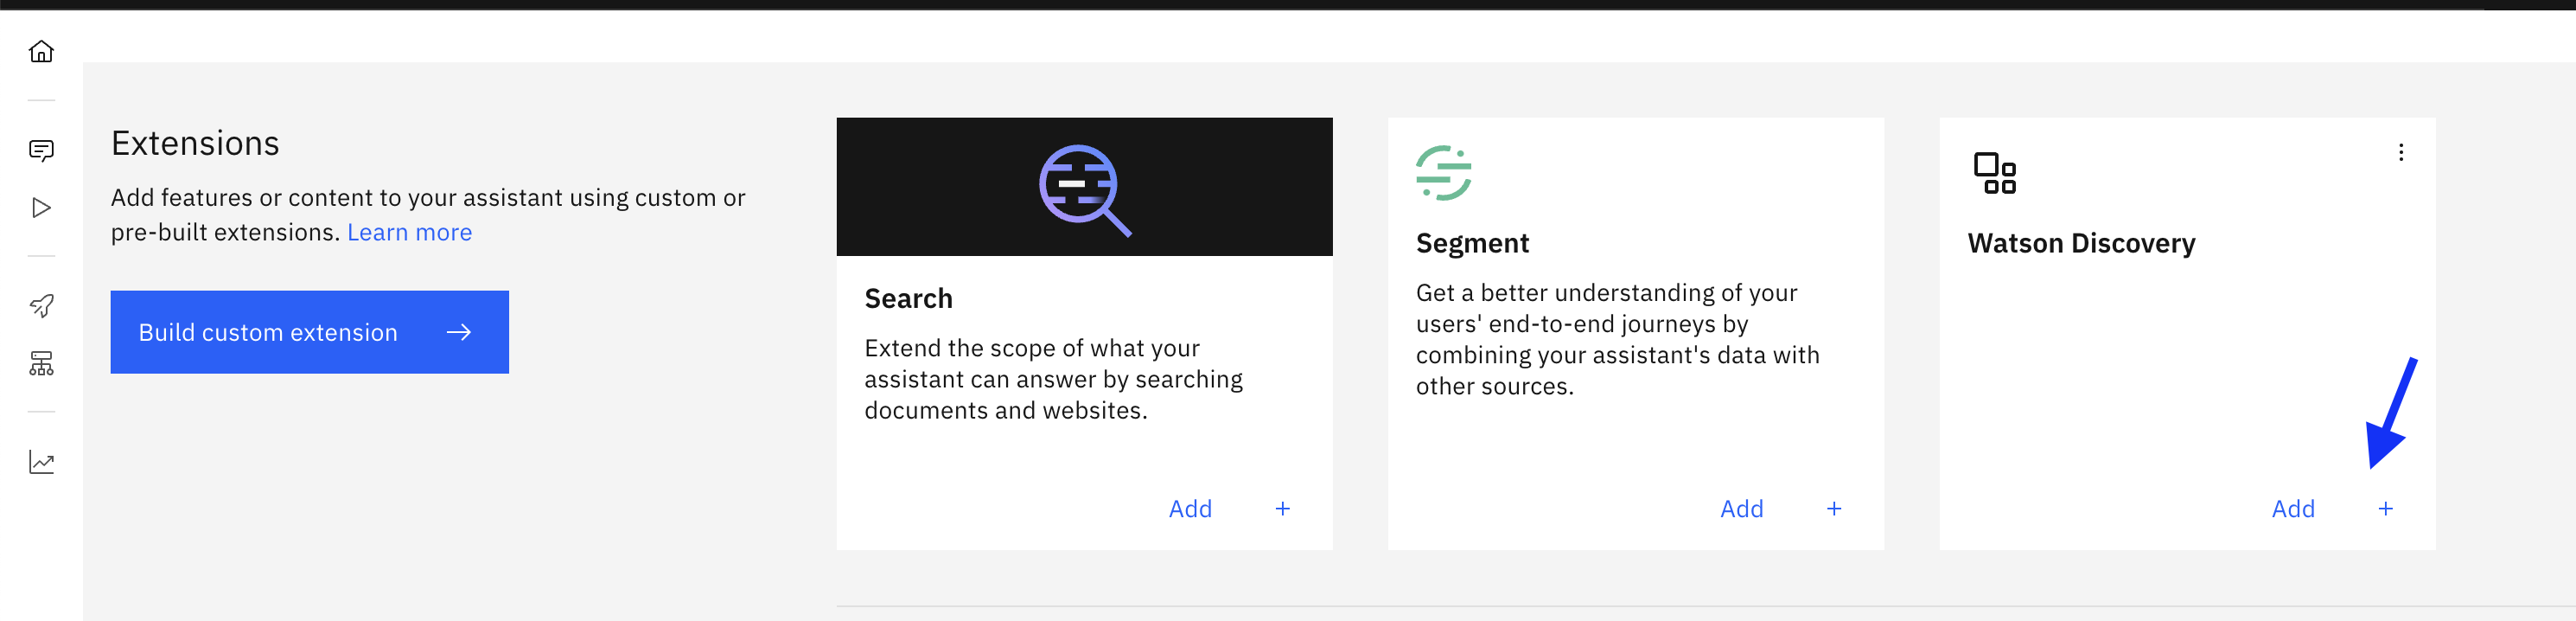 Extensions
Add features or content to your assistant using custom or
pre-built extensions. Learn more
Build custom extension
Search
Extend the scope of what your
assistant can answer by searching
documents and websites.
Add +
Segment
Get a better understanding of your
users' end-to-end journeys by
combining your assistant's data with
other sources.
Add +
Watson Discovery
Add +